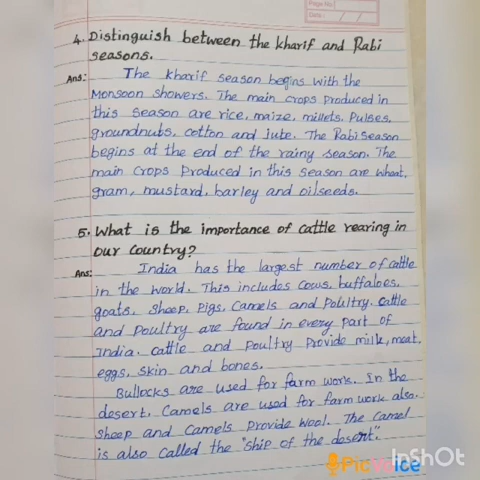 Page No.
Date:
4. Distinguish between the kharif and Rabi
seasons.
Ans: The kharif season begins with the
Monsoon showers. The main crops produced in
this season are rice, maize, millets, Pulses,
groundnubs, cotton and jute. The Rabi season
begins at the end of the rainy season. The
main crops produced in this season are wheat,
gram, mustard, barley and oilseeds.
5. What is the importance of cattle rearing in
our country?
Ans: India has the largest number of cattle
in the world. This includes cows, buffaloes,
goats, sheep, pigs, Camels and Poultry. Cattle
and Poultry are found in every part of
India. Cattle and Poultry Provide milk, meat,
eggs, skin and bones.
Bullocks are used for farm work. In the
desert, Camels are used for farm work also.
Sheep and Camels Provide wool. The Camel
is also called the "Ship of the desert".
InShOt
PicVoice